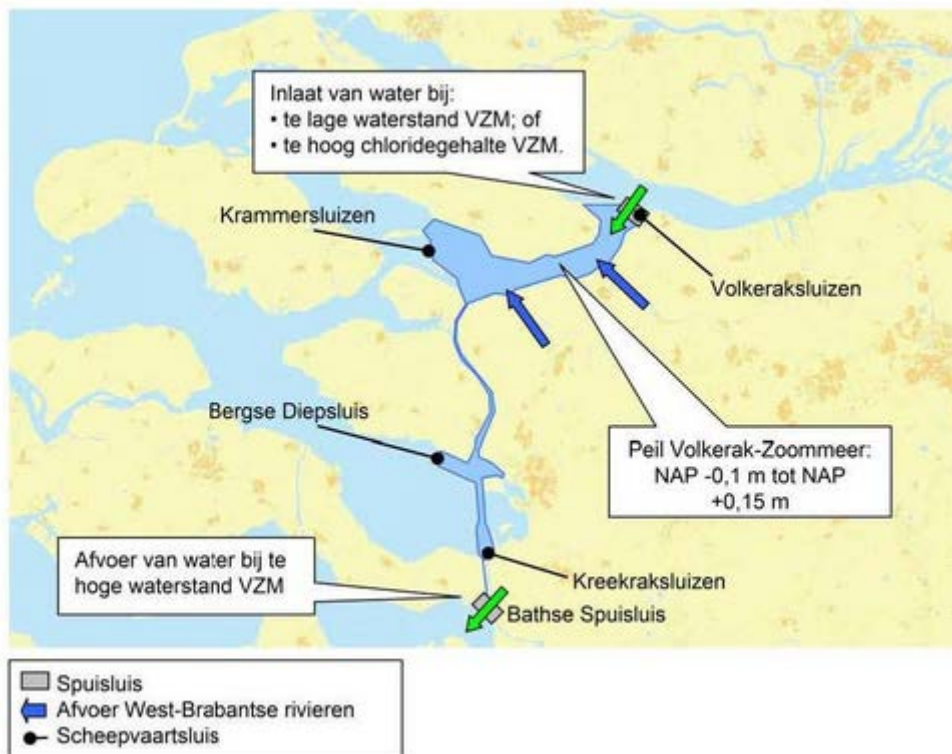 Inlaat van water bij:
• te lage waterstand VZM; of
• te hoog chloridegehalte VZM.
Krammersluizen
Volkeraksluizen
Bergse Diepsluis
Peil Volkerak-Zoommeer:
NAP -0,1 m tot NAP
+0,15 m
Afvoer van water bij te
hoge waterstand VZM
Kreekraksluizen
Bathse Spuisluis
Spuisluis
Afvoer West-Brabantse rivieren
Scheepvaartsluis